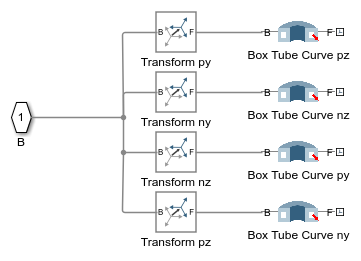 B F B F
Transform py Box Tube Curve pz
B F B F
Transform ny Box Tube Curve nz
1
B
B F B F
Transform nz Box Tube Curve py
B F B F
Transform pz Box Tube Curve ny